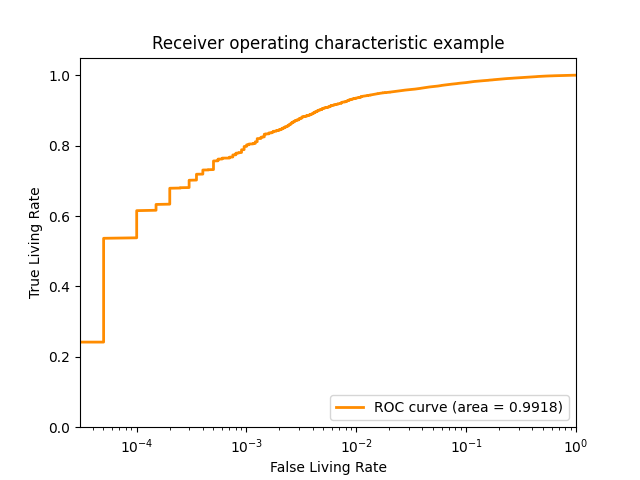 Receiver operating characteristic example
True Living Rate
1.0
0.8
0.6
0.4
0.2
0.0
10⁻⁴
10⁻³
10⁻²
10⁻¹
10⁰
False Living Rate
ROC curve (area = 0.9918)